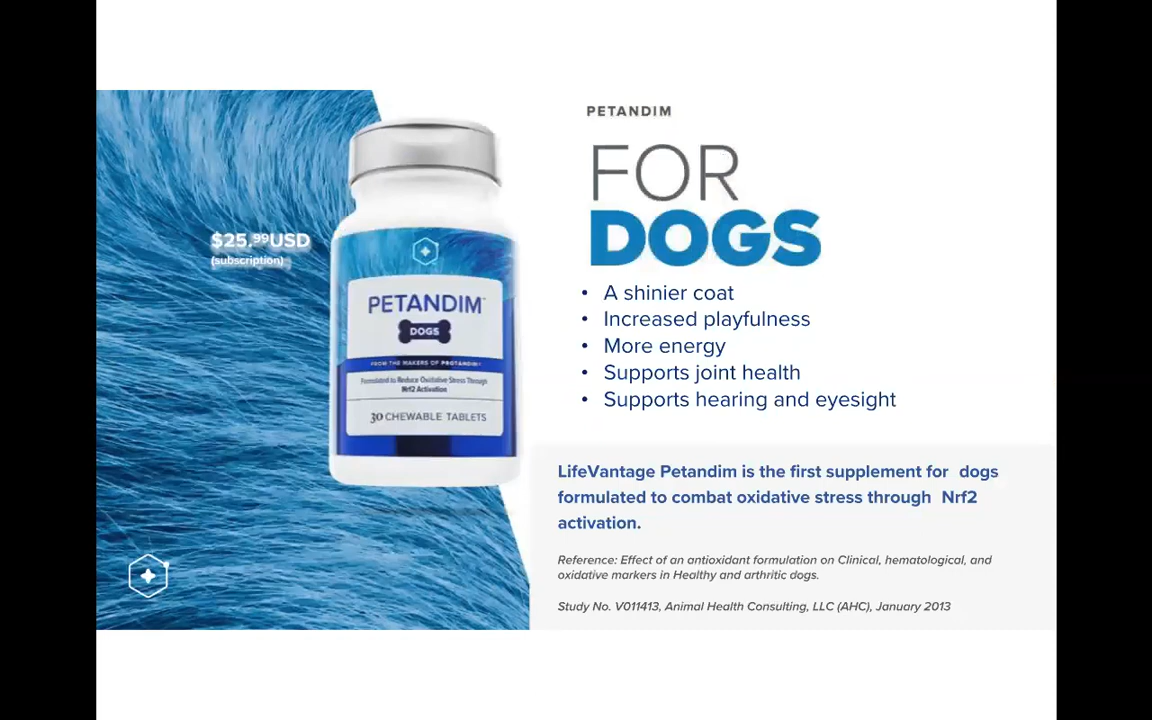 PETANDIM
FOR
DOGS
$25.99USD
(subscription)
PETANDIM™
DOGS
FROM THE MAKERS OF PROTANDIM®
Formulated to Reduce Oxidative Stress Through
Nrf2 Activation
30 CHEWABLE TABLETS
• A shinier coat
• Increased playfulness
• More energy
• Supports joint health
• Supports hearing and eyesight
LifeVantage Petandim is the first supplement for dogs
formulated to combat oxidative stress through Nrf2
activation.
Reference: Effect of an antioxidant formulation on Clinical, hematological, and
oxidative markers in Healthy and arthritic dogs.
Study No. V011413, Animal Health Consulting, LLC (AHC), January 2013